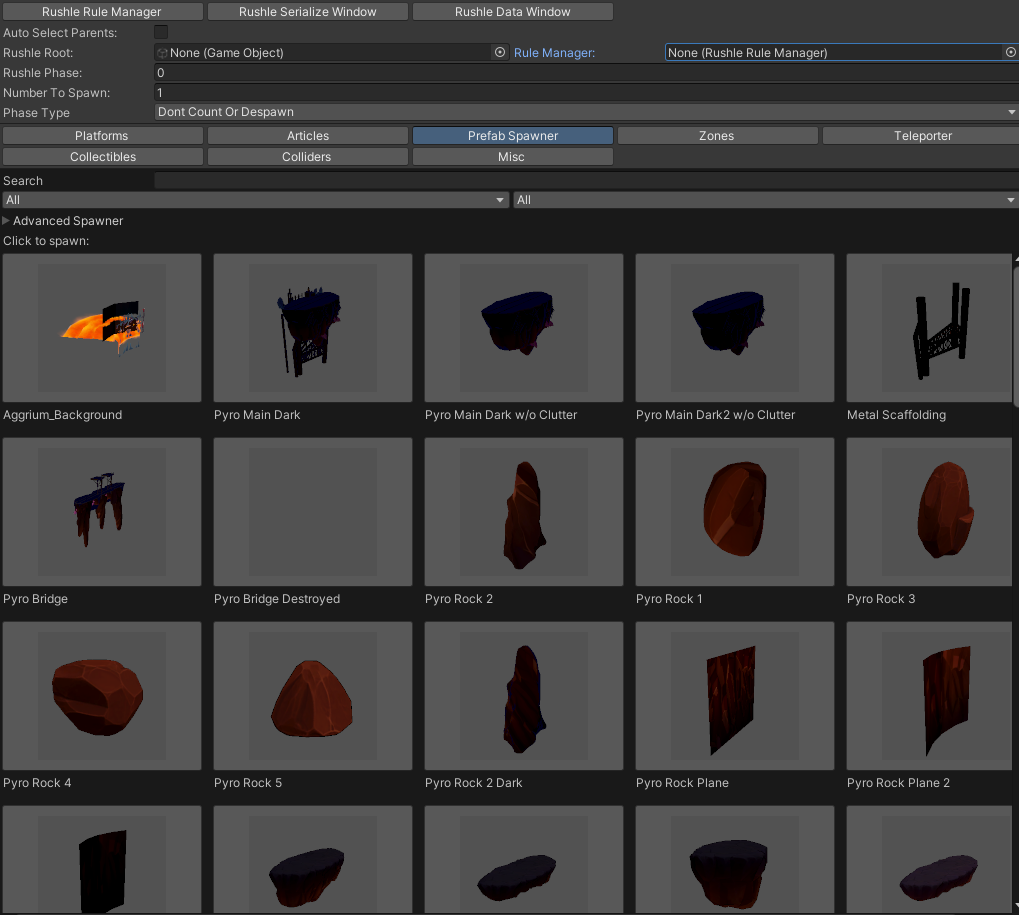 Rushle Rule Manager Rushle Serialize Window Rushle Data Window
Auto Select Parents:
Rushle Root: None (Game Object) Rule Manager: None (Rushle Rule Manager)
Rushle Phase: 0
Number To Spawn: 1
Phase Type Dont Count Or Despawn
Platforms Articles Prefab Spawner Zones Teleporter
Collectibles Colliders Misc
Search
All All
Advanced Spawner
Click to spawn:
Aggrium_Background Pyro Main Dark Pyro Main Dark w/o Clutter Pyro Main Dark2 w/o Clutter Metal Scaffolding
Pyro Bridge Pyro Bridge Destroyed Pyro Rock 2 Pyro Rock 1 Pyro Rock 3
Pyro Rock 4 Pyro Rock 5 Pyro Rock 2 Dark Pyro Rock Plane Pyro Rock Plane 2